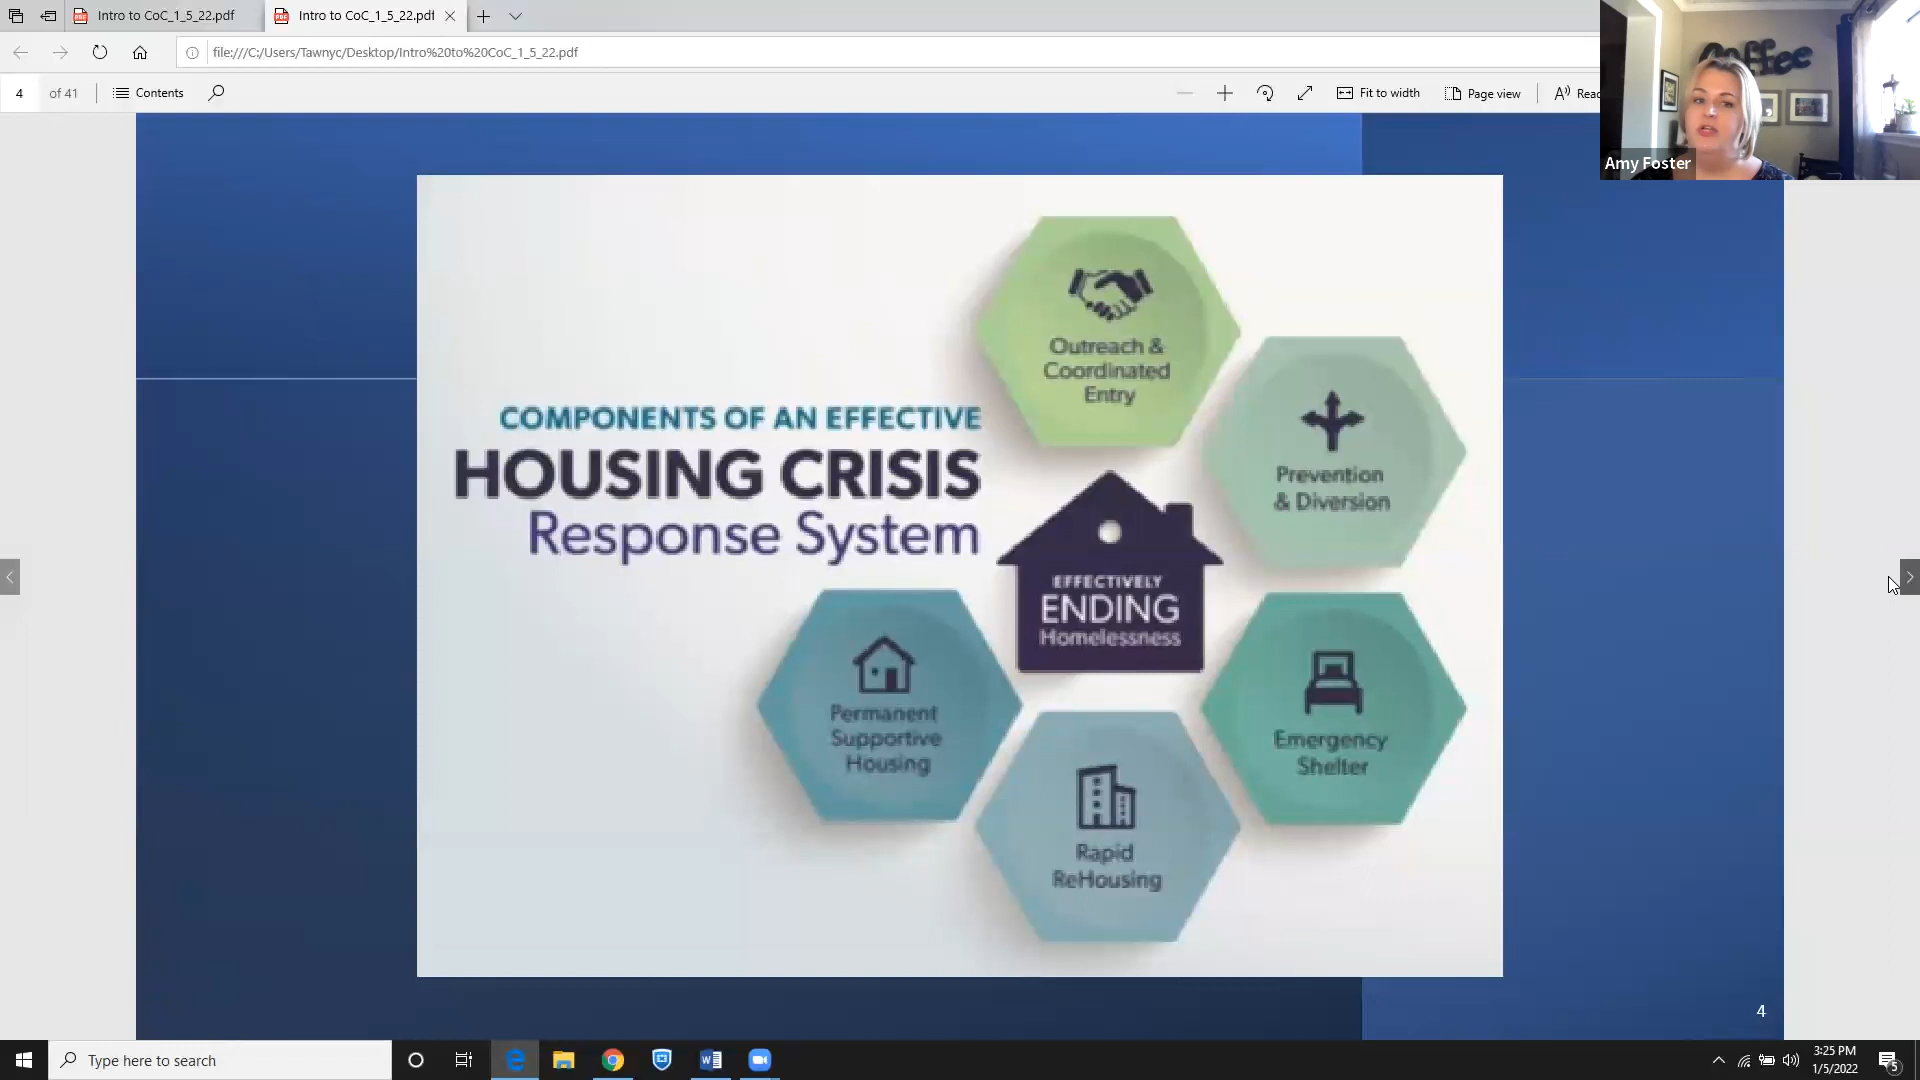 Intro to CoC_1_5_22.pdf
Intro to CoC_1_5_22.pdf
file:///C:/Users/Tawnyc/Desktop/Intro%20to%20CoC_1_5_22.pdf
4 of 41
Contents
Fit to width
Page view
Coffee
Amy Foster
COMPONENTS OF AN EFFECTIVE
HOUSING CRISIS
Response System
Outreach &
Coordinated
Entry
Prevention
& Diversion
EFFECTIVELY
ENDING
Homelessness
Emergency
Shelter
Rapid
ReHousing
Permanent
Supportive
Housing
4
Type here to search
3:25 PM
1/5/2022
5